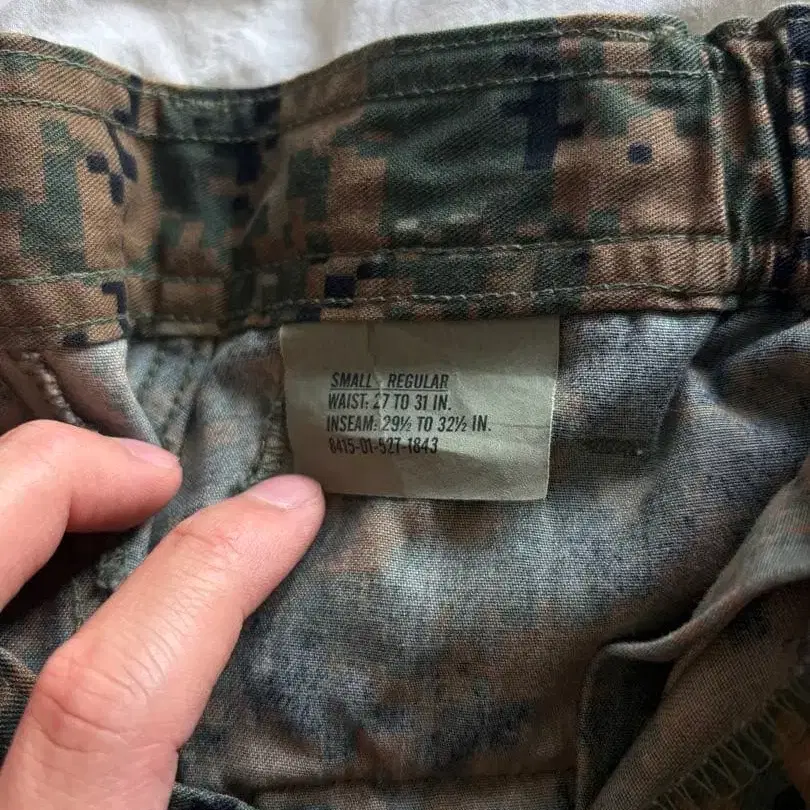 SMALL REGULAR
WAIST: 27 TO 31 IN.
INSEAM: 29½ TO 32½ IN.
8415-01-527-1843